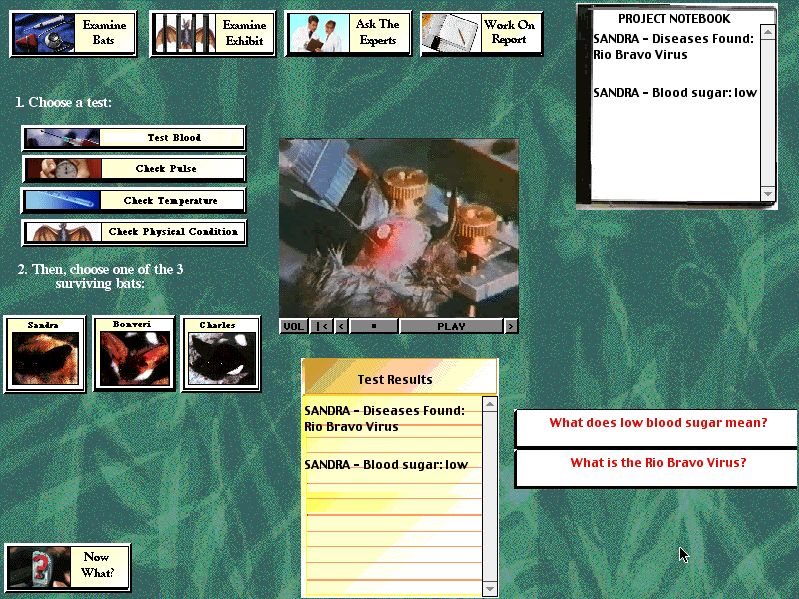 Examine
Bats
Examine
Exhibit
Ask The
Experts
Work On
Report
PROJECT NOTEBOOK
SANDRA - Diseases Found:
Rio Bravo Virus
SANDRA - Blood sugar: low
1. Choose a test:
Test Blood
Check Pulse
Check Temperature
Check Physical Condition
2. Then, choose one of the 3
surviving bats:
Sandra
Bonveri
Charles
VOL
PLAY
Test Results
SANDRA - Diseases Found:
Rio Bravo Virus
SANDRA - Blood sugar: low
What does low blood sugar mean?
What is the Rio Bravo Virus?
?
Now
What?